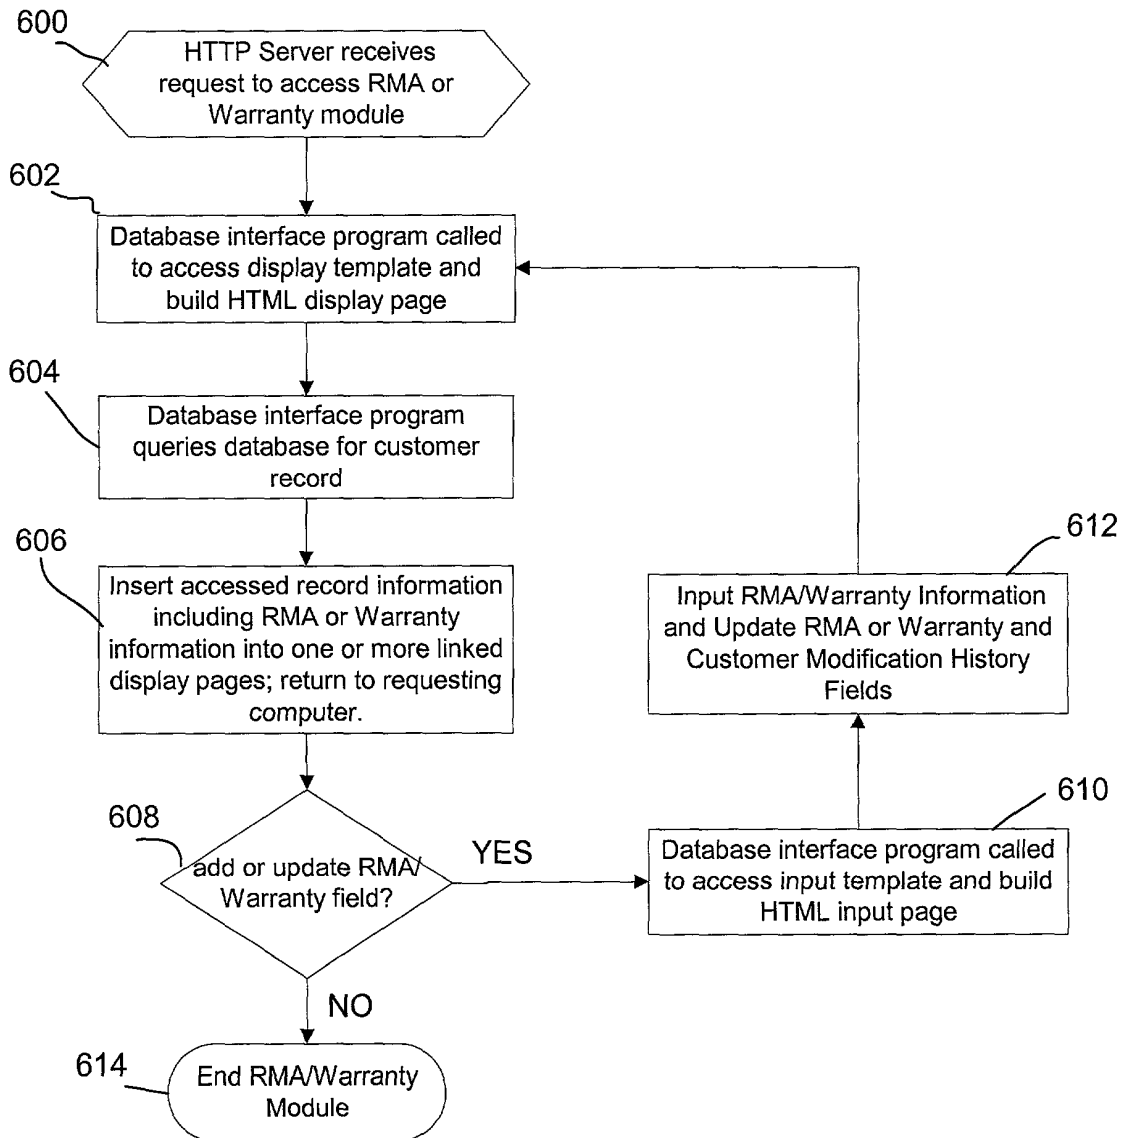 600
HTTP Server receives
request to access RMA or
Warranty module
602
Database interface program called
to access display template and
build HTML display page
604
Database interface program
queries database for customer
record
606
Insert accessed record information
including RMA or Warranty
information into one or more linked
display pages; return to requesting
computer.
612
Input RMA/Warranty Information
and Update RMA or Warranty and
Customer Modification History
Fields
608
add or update RMA/
Warranty field?
YES
610
Database interface program called
to access input template and build
HTML input page
NO
614
End RMA/Warranty
Module